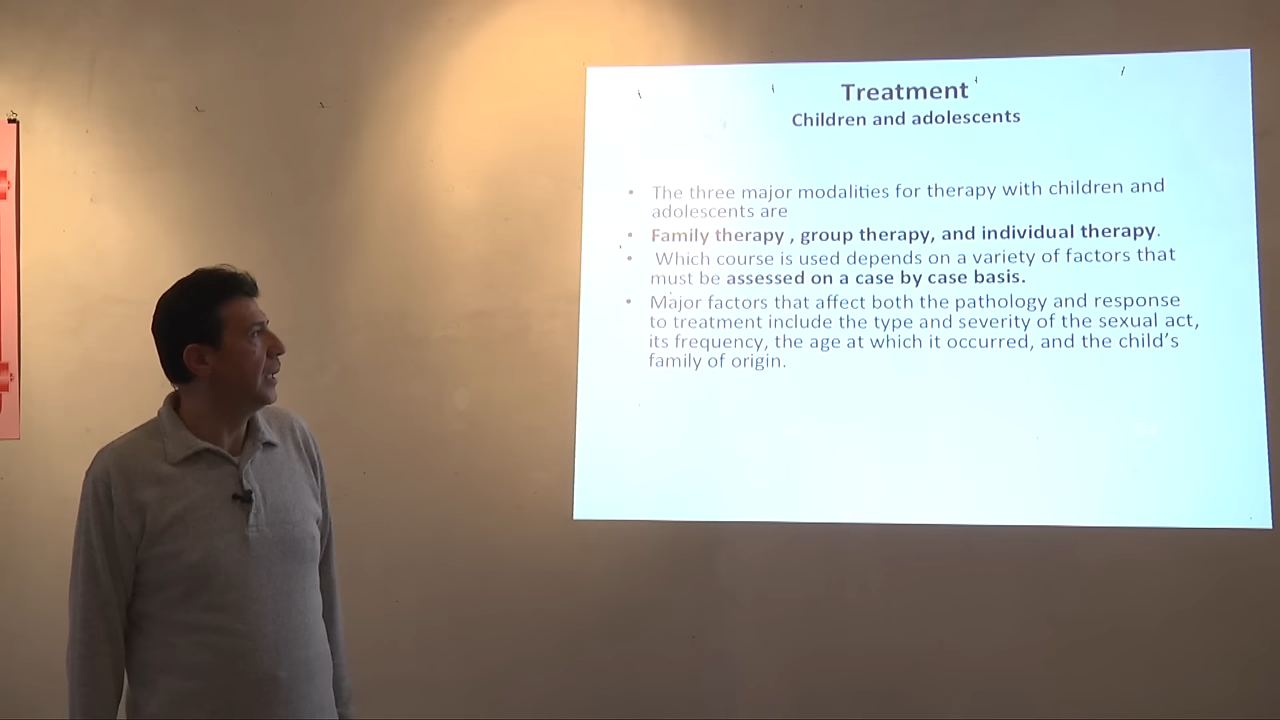 Treatment
Children and adolescents
• The three major modalities for therapy with children and
adolescents are
• Family therapy , group therapy, and individual therapy.
• Which course is used depends on a variety of factors that
must be assessed on a case by case basis.
• Major factors that affect both the pathology and response
to treatment include the type and severity of the sexual act,
its frequency, the age at which it occurred, and the child's
family of origin.